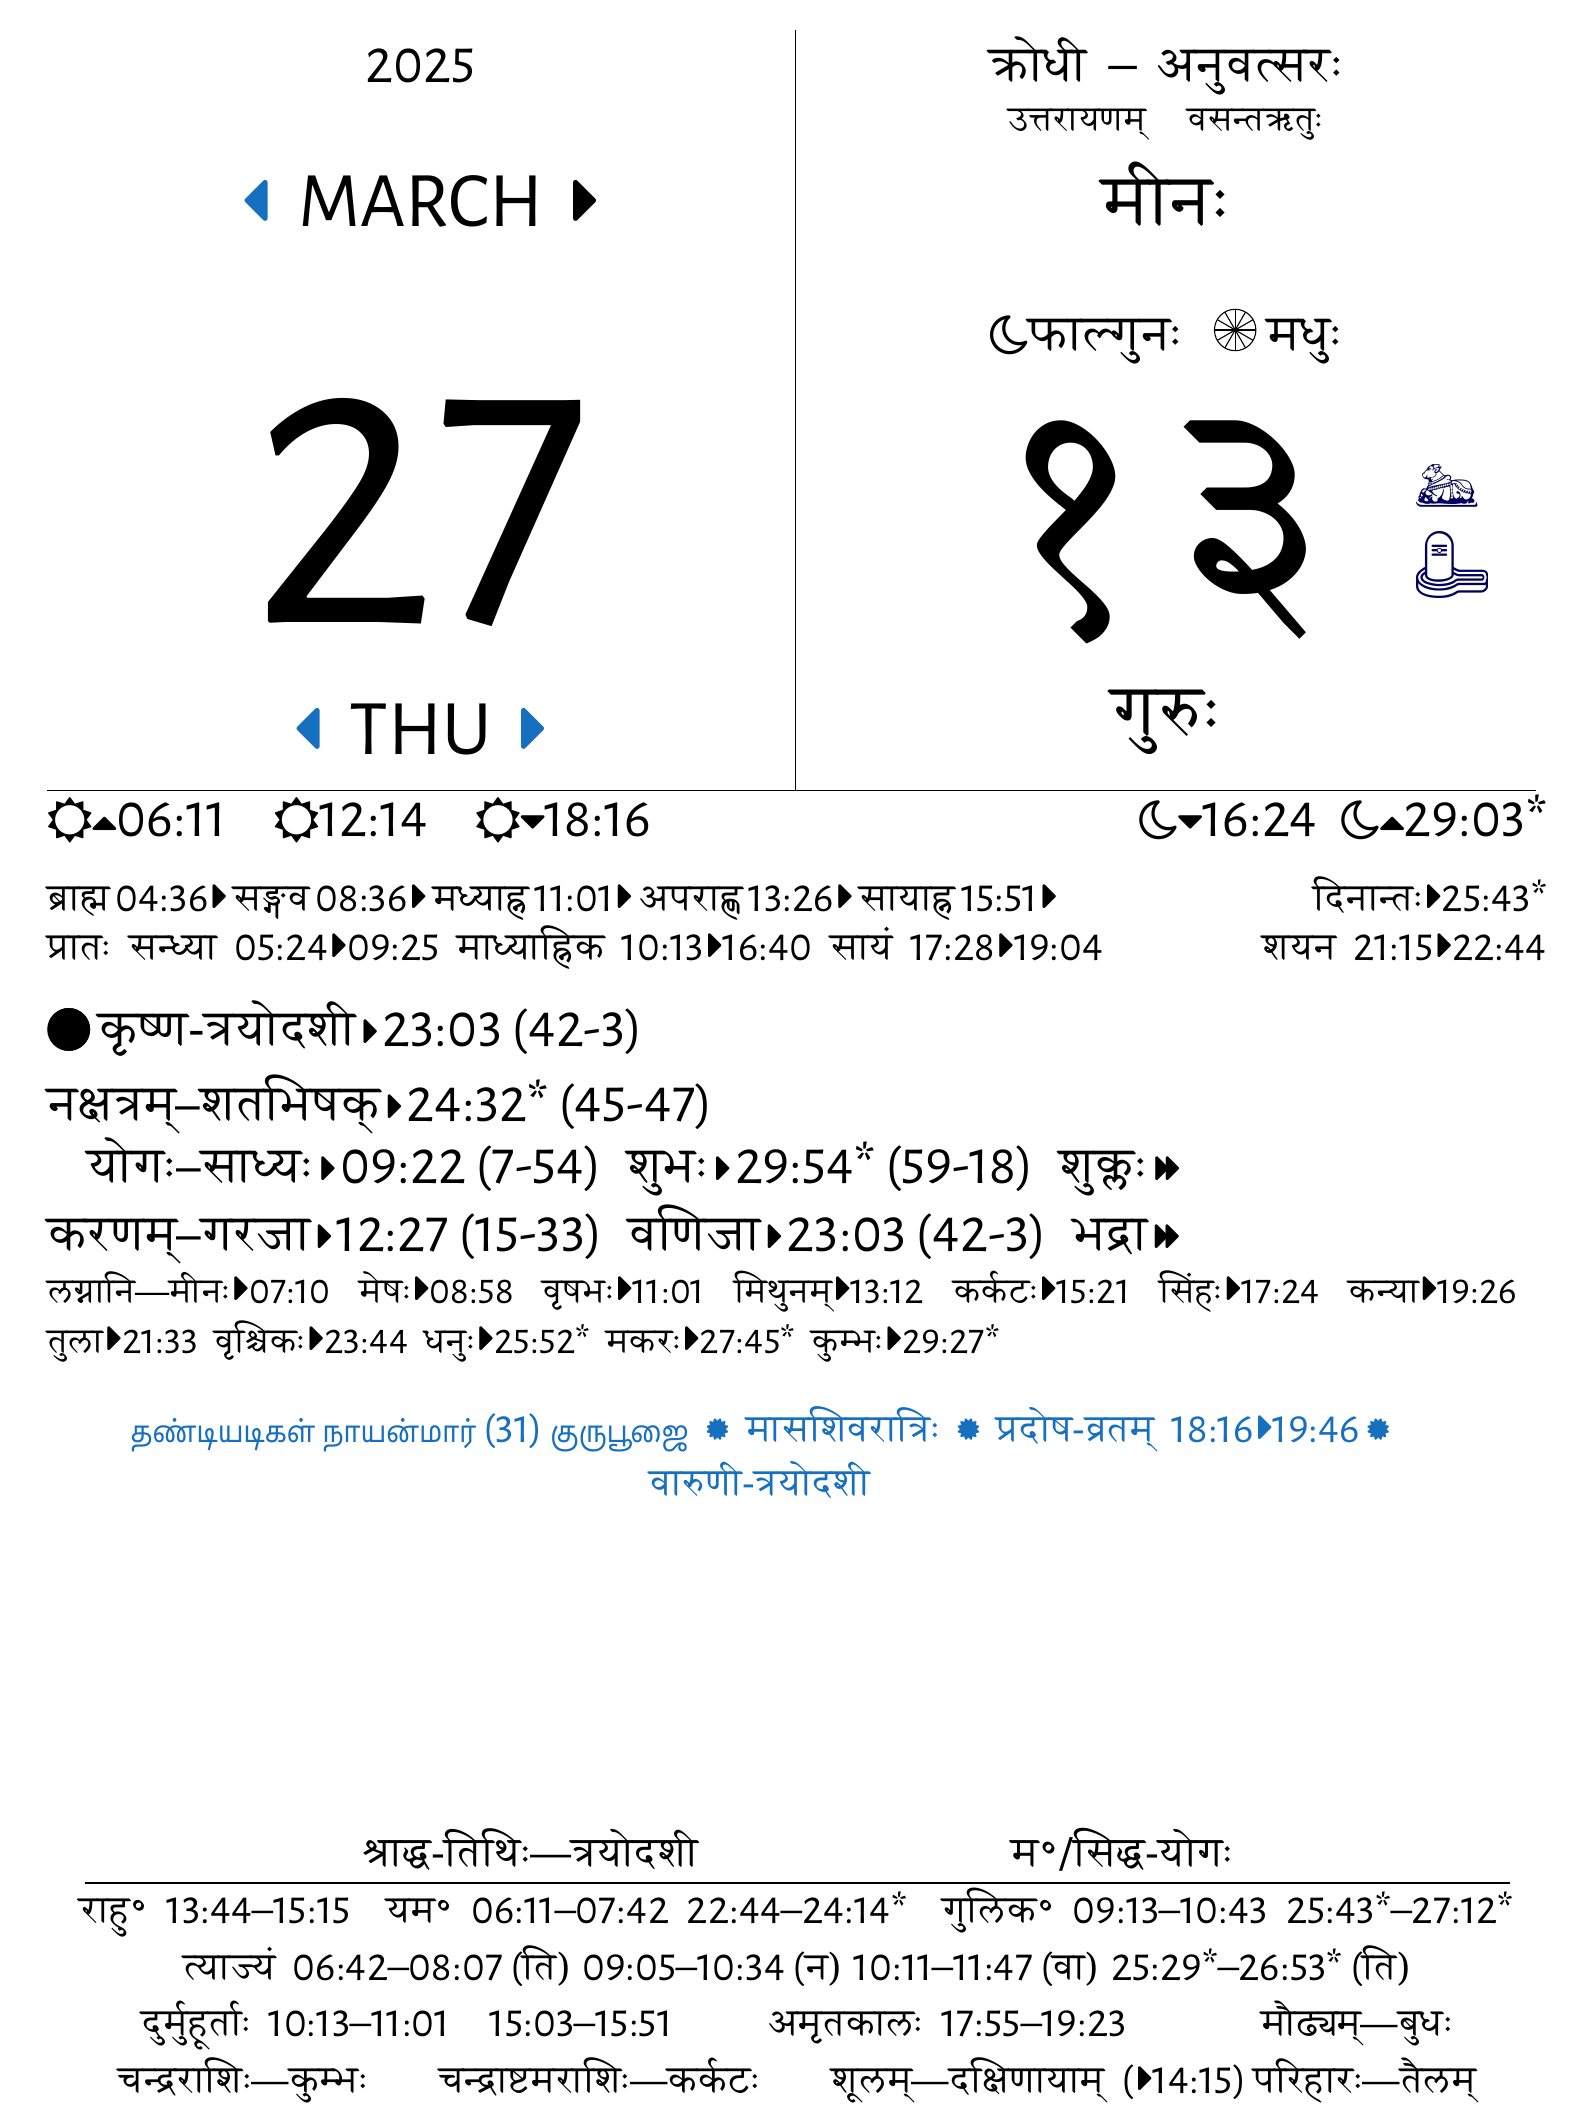 2025
MARCH
27
THU
क्रोधी – अनुवत्सरः
उत्तरायणम् वसन्तऋतुः
मीनः
फाल्गुनः मधुः
१३
गुरुः
06:11 12:14 18:16 16:24 29:03*
ब्राह्म 04:36 सङ्गव 08:36 मध्याह्न 11:01 अपराह्ण 13:26 सायाह्न 15:51 दिनान्तः 25:43*
प्रातः सन्ध्या 05:24 09:25 माध्याह्निक 10:13 16:40 सायं 17:28 19:04 शयन 21:15 22:44
कृष्ण-त्रयोदशी 23:03 (42-3)
नक्षत्रम्–शतभिषक् 24:32* (45-47)
योगः–साध्यः 09:22 (7-54) शुभः 29:54* (59-18) शुक्लः
करणम्–गरजा 12:27 (15-33) वणिजा 23:03 (42-3) भद्रा
लग्नानि—मीनः 07:10 मेषः 08:58 वृषभः 11:01 मिथुनम् 13:12 कर्कटः 15:21 सिंहः 17:24 कन्या 19:26
तुला 21:33 वृश्चिकः 23:44 धनुः 25:52* मकरः 27:45* कुम्भः 29:27*
தண்டியடிகள் நாயன்மார் (31) குருபூஜை मासशिवरात्रिः प्रदोष-व्रतम् 18:16 19:46
वारुणी-त्रयोदशी
श्राद्ध-तिथिः—त्रयोदशी म॰/सिद्ध-योगः
राहु॰ 13:44–15:15 यम॰ 06:11–07:42 22:44–24:14* गुलिक॰ 09:13–10:43 25:43*–27:12*
त्याज्यं 06:42–08:07 (ति) 09:05–10:34 (न) 10:11–11:47 (वा) 25:29*–26:53* (ति)
दुर्मुहूर्ताः 10:13–11:01 15:03–15:51 अमृतकालः 17:55–19:23 मौढ्यम्—बुधः
चन्द्रराशिः—कुम्भः चन्द्राष्टमराशिः—कर्कटः शूलम्—दक्षिणायाम् (14:15) परिहारः—तैलम्